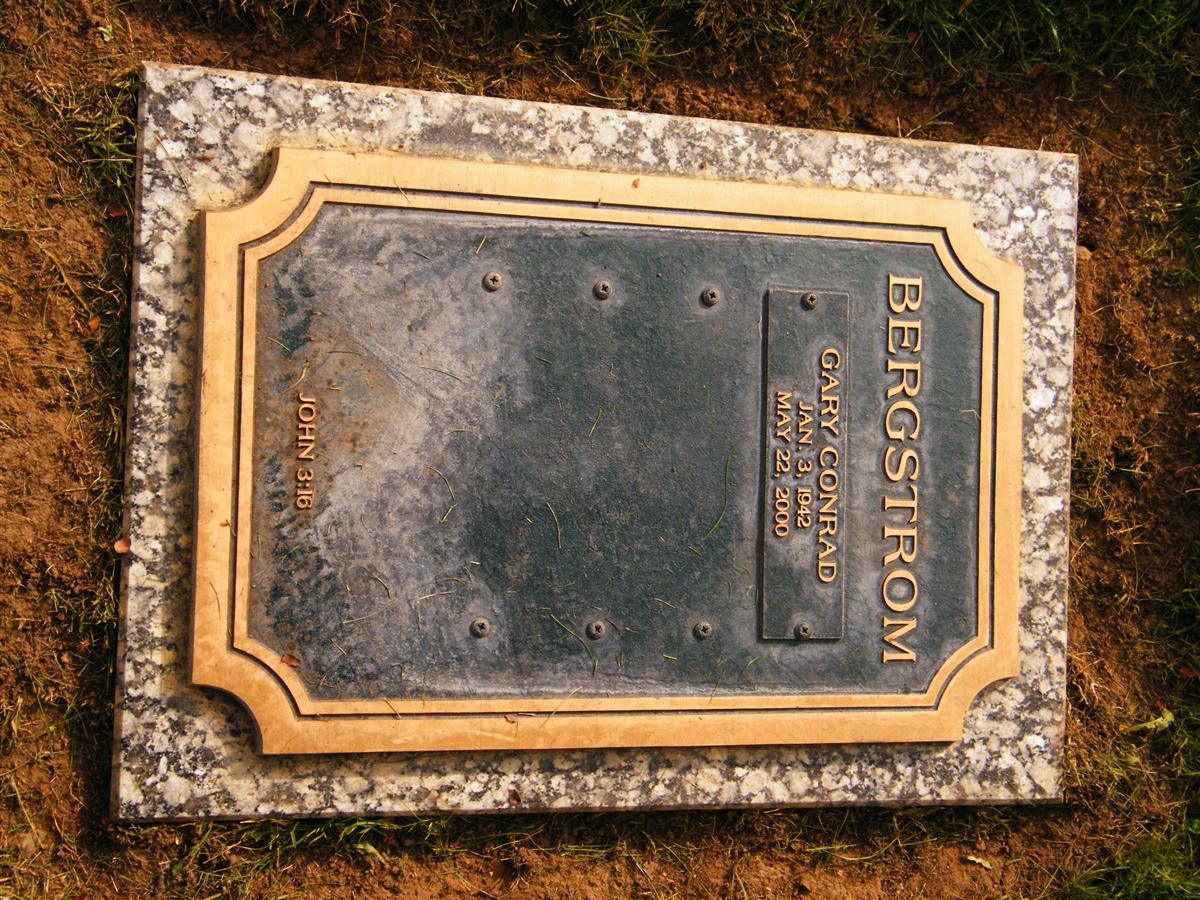 BERGSTROM
GARY CONRAD
JAN. 3, 1942
MAY 22, 2000
JOHN 3:16